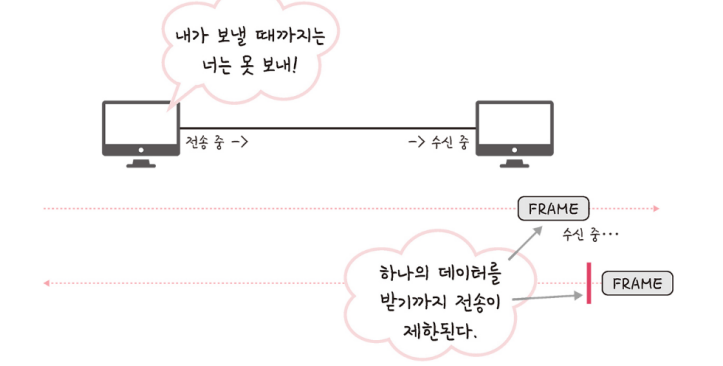 내가 보낼 때까지는
너는 못 보내!
전송 중 ->
-> 수신 중
FRAME
수신 중···
하나의 데이터를
받기까지 전송이
제한된다.
FRAME